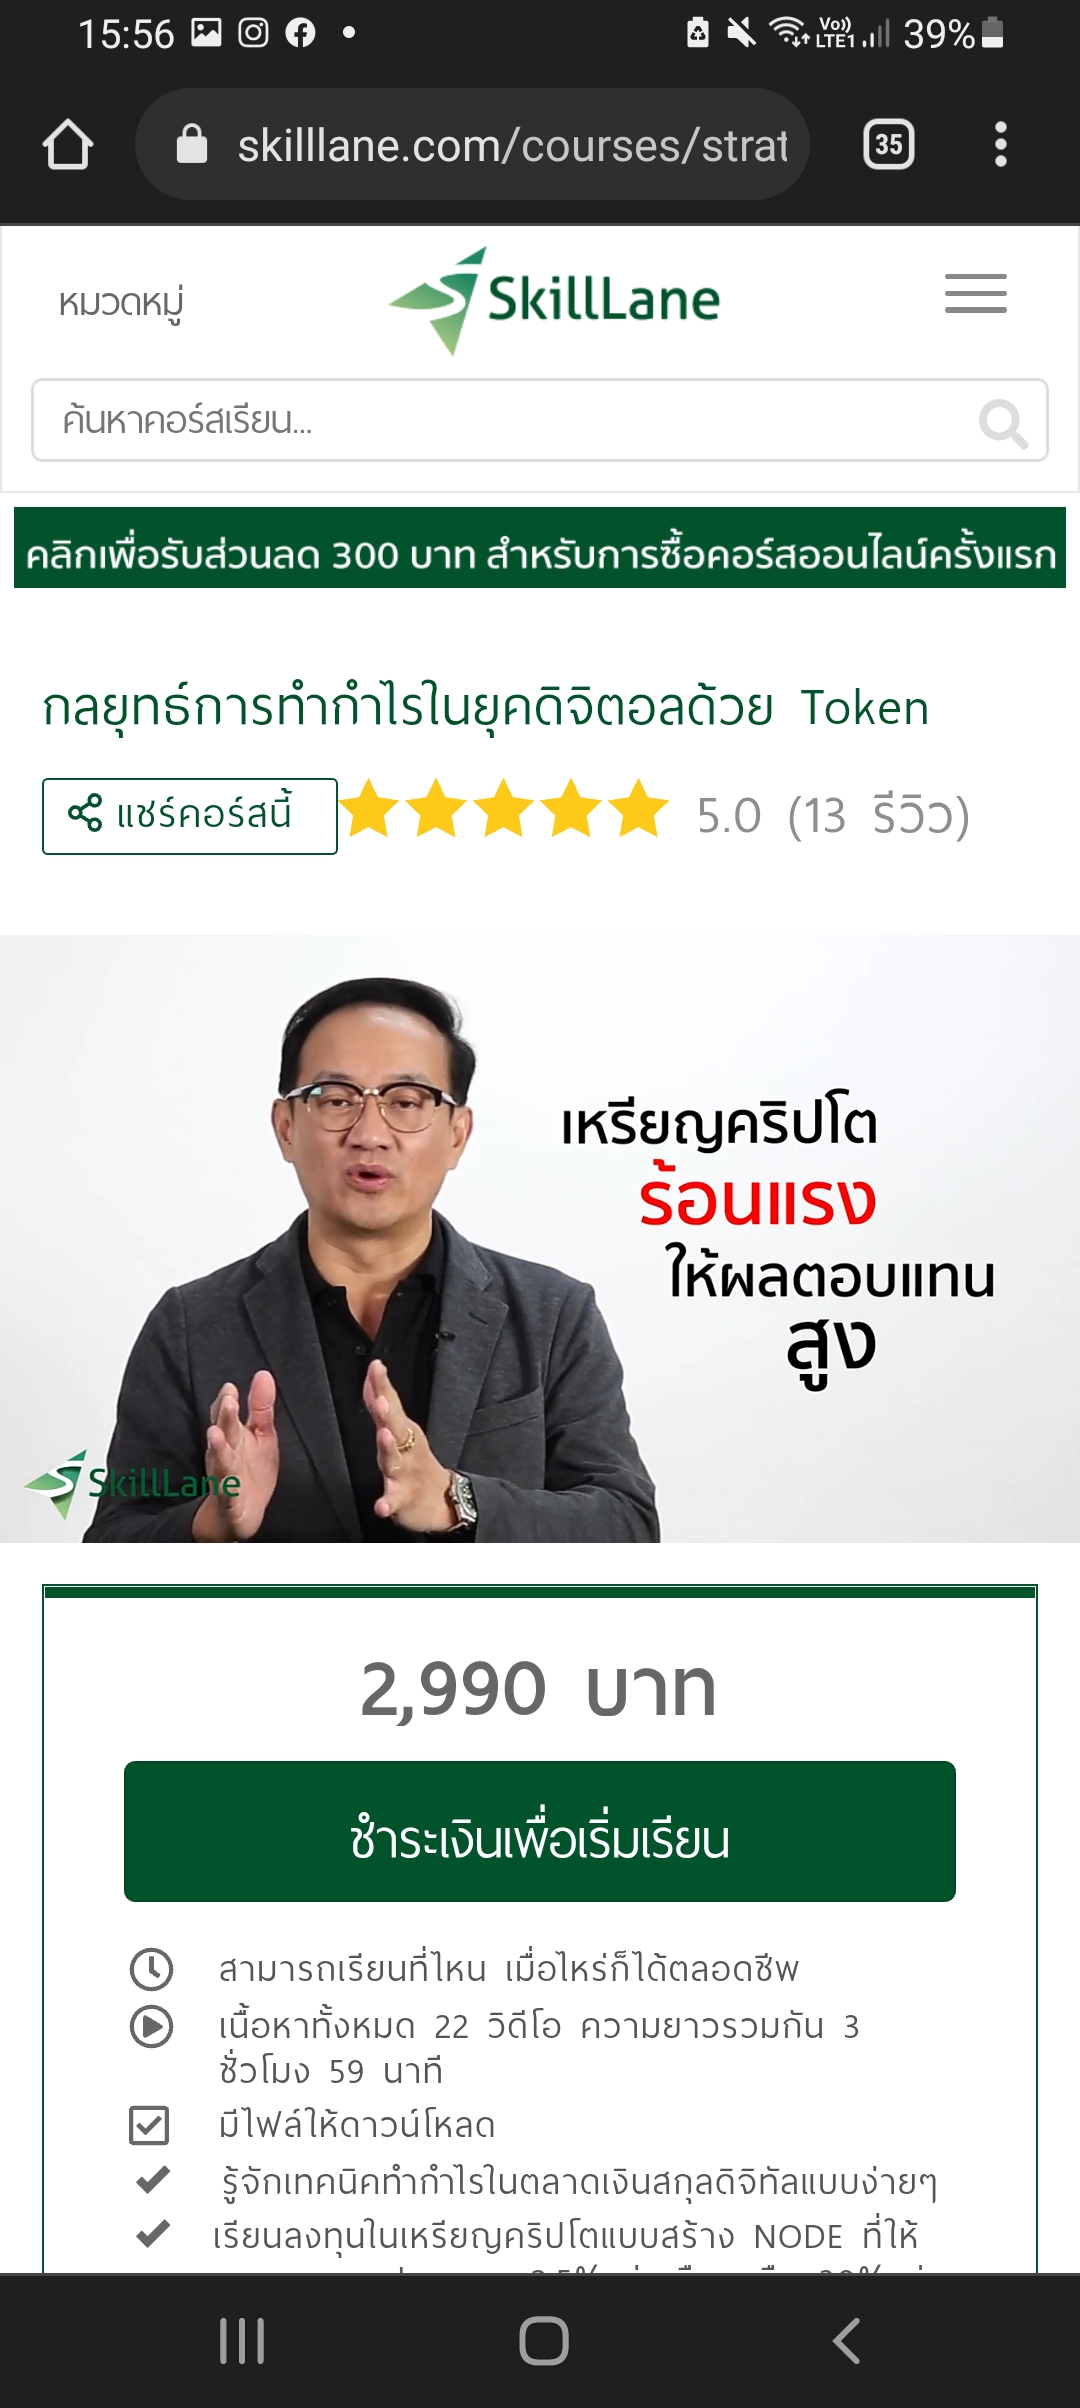 15:56
Vo))
LTE1
39%
skilllane.com/courses/strat
35
หมวดหมู่
SkillLane
ค้นหาคอร์สเรียน...
คลิกเพื่อรับส่วนลด 300 บาท สำหรับการซื้อคอร์สออนไลน์ครั้งแรก
กลยุทธ์การทำกำไรในยุคดิจิตอลด้วย Token
แชร์คอร์สนี้
5.0 (13 รีวิว)
เหรียญคริปโต
ร้อนแรง
ให้ผลตอบแทน
สูง
SkillLane
2,990 บาท
ชำระเงินเพื่อเริ่มเรียน
สามารถเรียนที่ไหน เมื่อไหร่ก็ได้ตลอดชีพ
เนื้อหาทั้งหมด 22 วิดีโอ ความยาวรวมกัน 3
ชั่วโมง 59 นาที
มีไฟล์ให้ดาวน์โหลด
รู้จักเทคนิคทำกำไรในตลาดเงินสกุลดิจิทัลแบบง่ายๆ
เรียนลงทุนในเหรียญคริปโตแบบสร้าง NODE ที่ให้